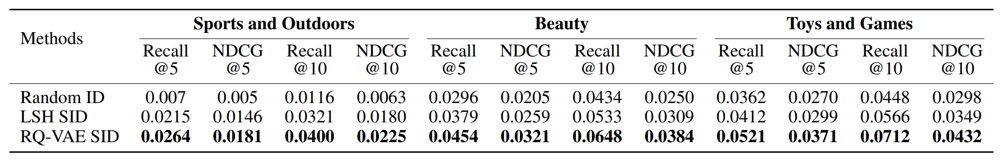 Methods Sports and Outdoors Beauty Toys and Games
Recall @5 NDCG @5 Recall @10 NDCG @10 Recall @5 NDCG @5 Recall @10 NDCG @10 Recall @5 NDCG @5 Recall @10 NDCG @10
Random ID 0.007 0.005 0.0116 0.0063 0.0296 0.0205 0.0434 0.0250 0.0362 0.0270 0.0448 0.0298
LSH SID 0.0215 0.0146 0.0321 0.0180 0.0379 0.0259 0.0533 0.0309 0.0412 0.0299 0.0566 0.0349
RQ-VAE SID 0.0264 0.0181 0.0400 0.0225 0.0454 0.0321 0.0648 0.0384 0.0521 0.0371 0.0712 0.0432